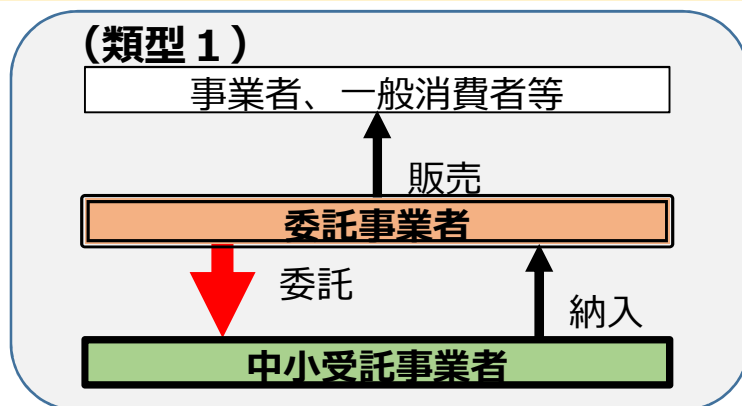 （類型１）
事業者、一般消費者等
販売
委託事業者
委託
納入
中小受託事業者